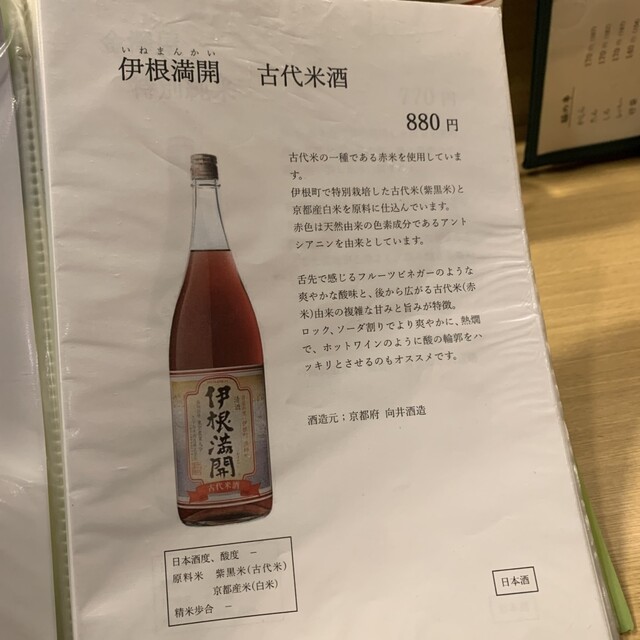 いねまんかい
伊根満開 古代米酒
880 円
古代米の一種である赤米を使用していま
す。
伊根町で特別栽培した古代米(紫黒米)と
京都産白米を原料に仕込んでいます。
赤色は天然由来の色素成分であるアント
シアニンを由来としています。
舌先で感じるフルーツビネガーのような
爽やかな酸味と、後から広がる古代米(赤
米)由来の複雑な甘みと旨みが特徴。
ロック、ソーダ割りでより爽やかに、熱燗
で、ホットワインのように酸の輪郭をハ
ッキリとさせるのもオススメです。
酒造元;京都府 向井酒造
伊根満開
古代米酒
日本酒度、酸度 −
原料米 紫黒米(古代米)
京都産米(白米)
精米歩合 −
日本酒